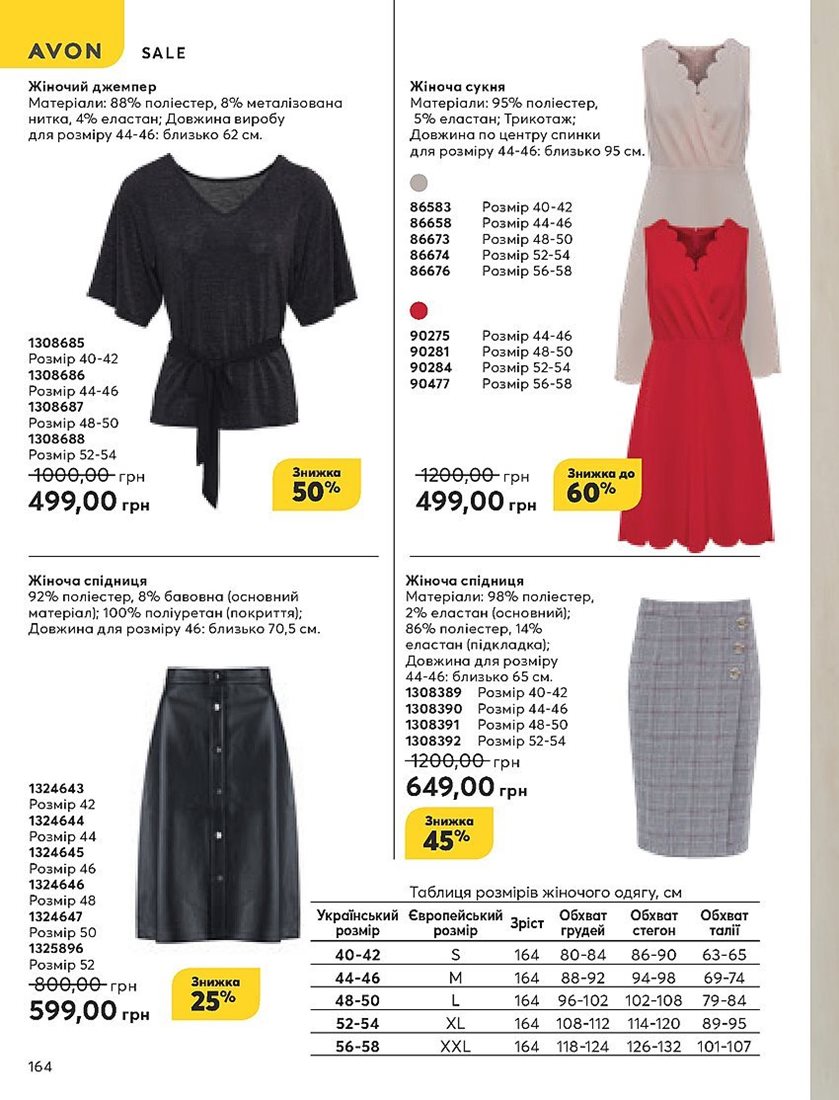 AVON SALE
Жіночий джемпер
Матеріали: 88% поліестер, 8% металізована
нитка, 4% еластан; Довжина виробу
для розміру 44-46: близько 62 см.
1308685
Розмір 40-42
1308686
Розмір 44-46
1308687
Розмір 48-50
1308688
Розмір 52-54
1000,00 грн
499,00 грн
Знижка
50%
Жіноча сукня
Матеріали: 95% поліестер,
5% еластан; Трикотаж;
Довжина по центру спинки
для розміру 44-46: близько 95 см.
86583 Розмір 40-42
86658 Розмір 44-46
86673 Розмір 48-50
86674 Розмір 52-54
86676 Розмір 56-58
90275 Розмір 44-46
90281 Розмір 48-50
90284 Розмір 52-54
90477 Розмір 56-58
1200,00 грн
499,00 грн
Знижка до
60%
Жіноча спідниця
92% поліестер, 8% бавовна (основний
матеріал); 100% поліуретан (покриття);
Довжина для розміру 46: близько 70,5 см.
1324643
Розмір 42
1324644
Розмір 44
1324645
Розмір 46
1324646
Розмір 48
1324647
Розмір 50
1325896
Розмір 52
800,00 грн
599,00 грн
Знижка
25%
Жіноча спідниця
Матеріали: 98% поліестер,
2% еластан (основний);
86% поліестер, 14%
еластан (підкладка);
Довжина для розміру
44-46: близько 65 см.
1308389 Розмір 40-42
1308390 Розмір 44-46
1308391 Розмір 48-50
1308392 Розмір 52-54
1200,00 грн
649,00 грн
Знижка
45%
Таблиця розмірів жіночого одягу, см
Український Європейський Зріст Обхват Обхват Обхват
розмір розмір грудей стегон талії
40-42 S 164 80-84 86-90 63-65
44-46 M 164 88-92 94-98 69-74
48-50 L 164 96-102 102-108 79-84
52-54 XL 164 108-112 114-120 89-95
56-58 XXL 164 118-124 126-132 101-107
164